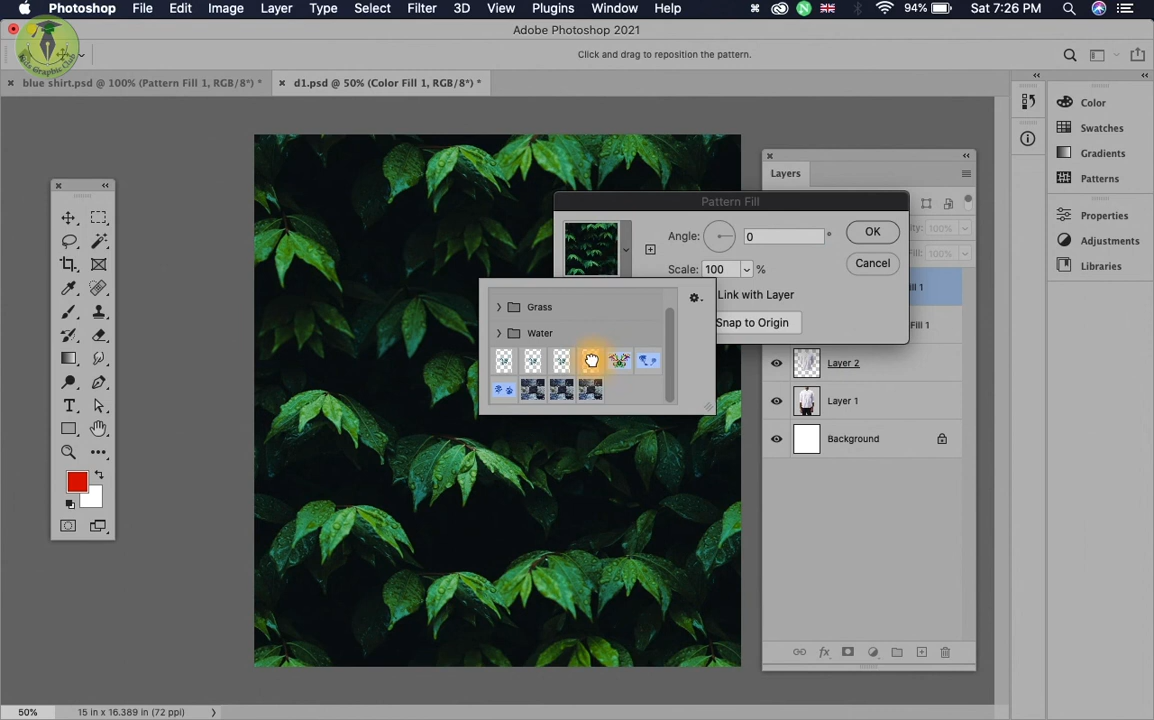 Photoshop File Edit Image Layer Type Select Filter 3D View Plugins Window Help 94% Sat 7:26 PM
Adobe Photoshop 2021
Click and drag to reposition the pattern.
blue shirt.psd @ 100% (Pattern Fill 1, RGB/8*) *
d1.psd @ 50% (Color Fill 1, RGB/8*) *
Color
Swatches
Gradients
Patterns
Properties
Adjustments
Libraries
Layers
100%
100%
Fill 1
Layer 2
Layer 1
Background
Pattern Fill
Angle: 0 °
Scale: 100 %
Link with Layer
Snap to Origin
OK
Cancel
Grass
Water
50% 15 in x 16.389 in (72 ppi)